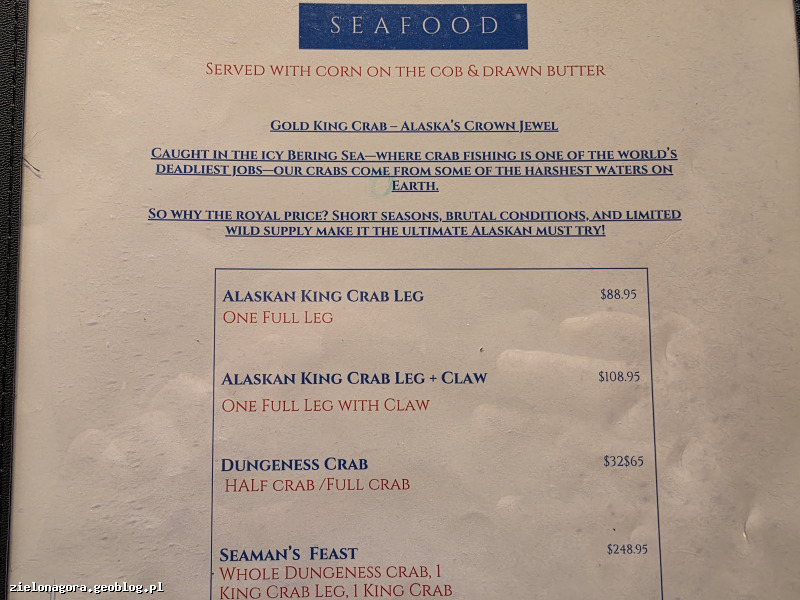 SEAFOOD
SERVED WITH CORN ON THE COB & DRAWN BUTTER
GOLD KING CRAB – ALASKA'S CROWN JEWEL
CAUGHT IN THE ICY BERING SEA—WHERE CRAB FISHING IS ONE OF THE WORLD'S
DEADLIEST JOBS—OUR CRABS COME FROM SOME OF THE HARSHEST WATERS ON
EARTH.
SO WHY THE ROYAL PRICE? SHORT SEASONS, BRUTAL CONDITIONS, AND LIMITED
WILD SUPPLY MAKE IT THE ULTIMATE ALASKAN MUST TRY!
ALASKAN KING CRAB LEG $88.95
ONE FULL LEG
ALASKAN KING CRAB LEG + CLAW $108.95
ONE FULL LEG WITH CLAW
DUNGENESS CRAB $32$65
HALF CRAB /FULL CRAB
SEAMAN'S FEAST $248.95
WHOLE DUNGENESS CRAB, 1
KING CRAB LEG, 1 KING CRAB
zielonagora.geoblog.pl